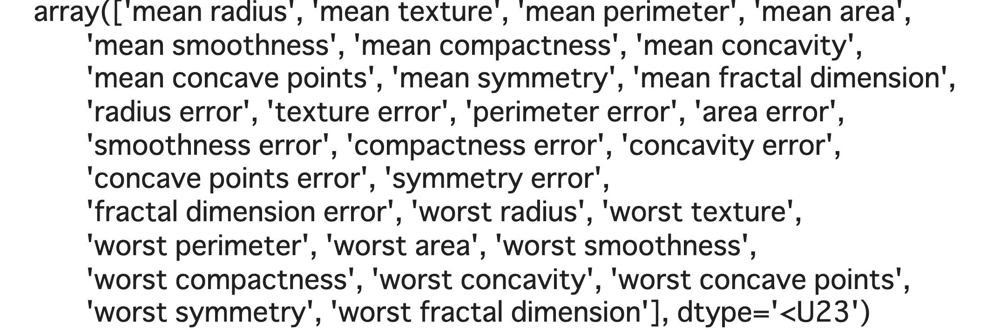 array(['mean radius', 'mean texture', 'mean perimeter', 'mean area',
'mean smoothness', 'mean compactness', 'mean concavity',
'mean concave points', 'mean symmetry', 'mean fractal dimension',
'radius error', 'texture error', 'perimeter error', 'area error',
'smoothness error', 'compactness error', 'concavity error',
'concave points error', 'symmetry error',
'fractal dimension error', 'worst radius', 'worst texture',
'worst perimeter', 'worst area', 'worst smoothness',
'worst compactness', 'worst concavity', 'worst concave points',
'worst symmetry', 'worst fractal dimension'], dtype='<U23')